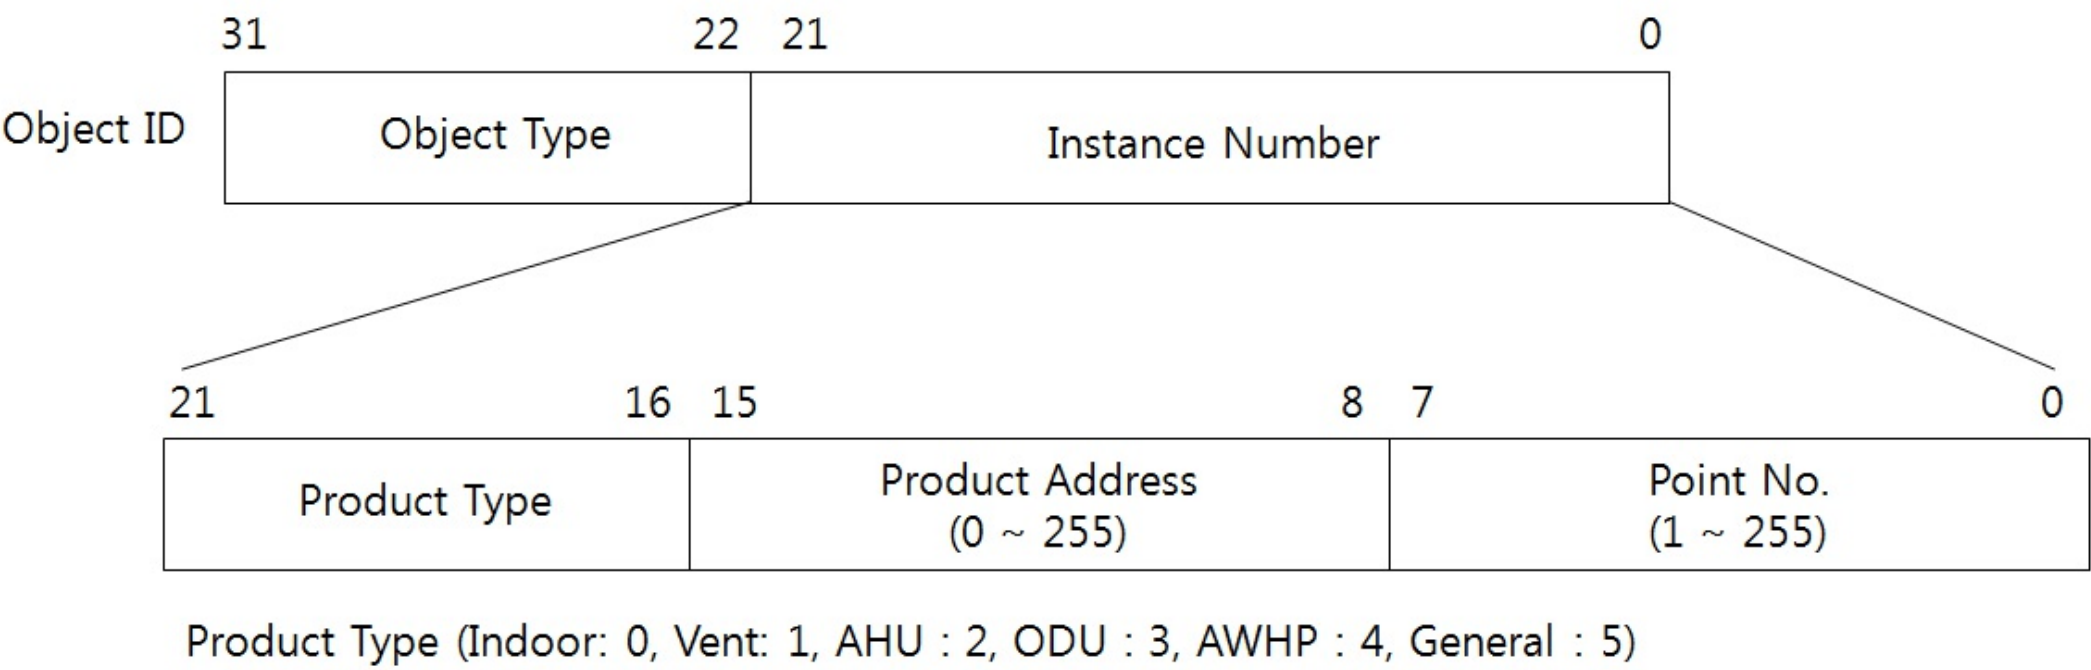 31 22 21 0
Object ID Object Type Instance Number
21 16 15 8 7 0
Product Type Product Address Point No.
(0 ~ 255) (1 ~ 255)
Product Type (Indoor: 0, Vent: 1, AHU : 2, ODU : 3, AWHP : 4, General : 5)